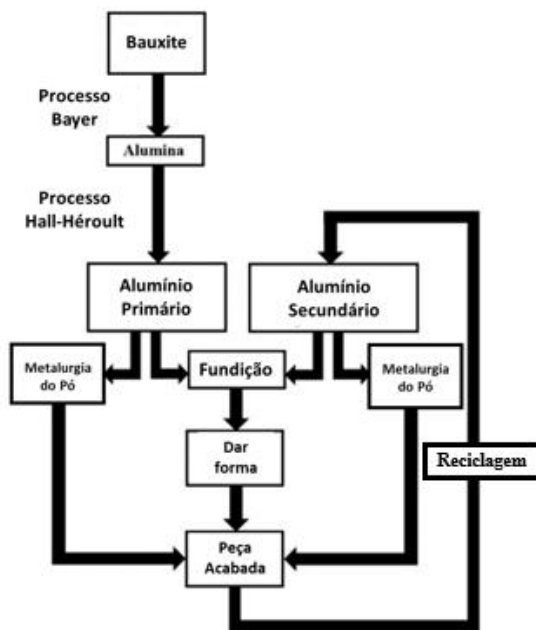 Bauxite
Processo
Bayer
Alumina
Processo
Hall-Héroult
Alumínio
Primário
Alumínio
Secundário
Metalurgia
do Pó
Fundição
Metalurgia
do Pó
Dar
forma
Reciclagem
Peça
Acabada